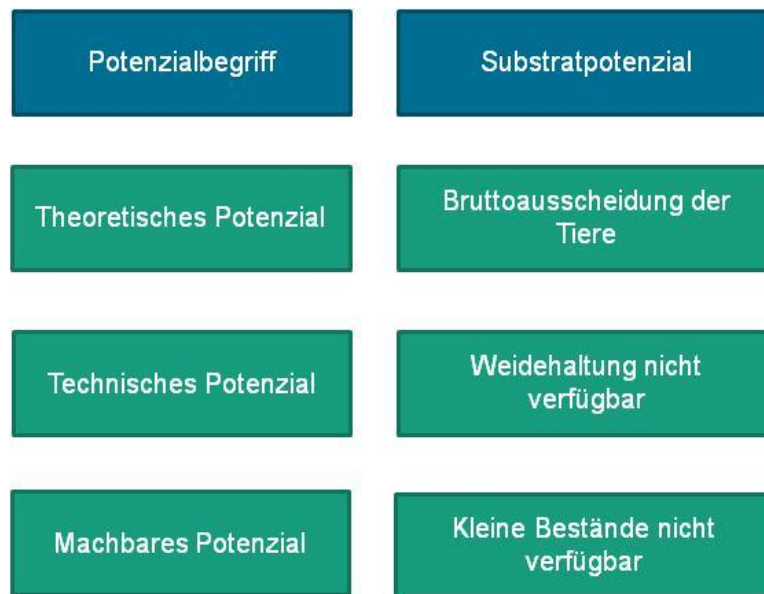 Potenzialbegriff
Substratpotenzial
Theoretisches Potenzial
Bruttoausscheidung der
Tiere
Technisches Potenzial
Weidehaltung nicht
verfügbar
Machbares Potenzial
Kleine Bestände nicht
verfügbar